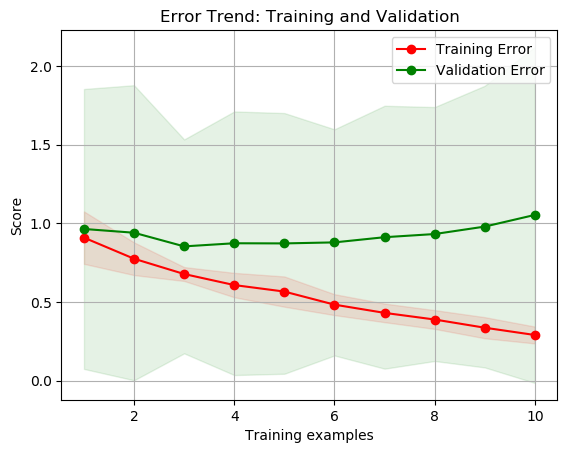 Error Trend: Training and Validation
Training Error
Validation Error
Score
2.0
1.5
1.0
0.5
0.0
2
4
6
8
10
Training examples